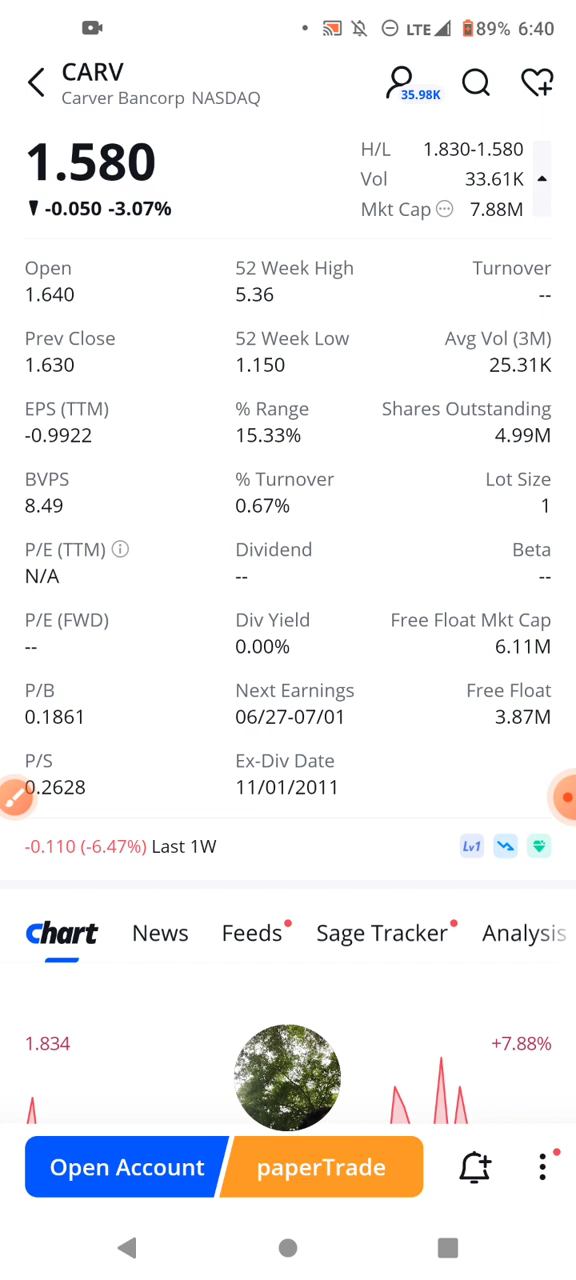 LTE 89% 6:40
CARV
Carver Bancorp NASDAQ
35.98K
1.580
-0.050 -3.07%
H/L 1.830-1.580
Vol 33.61K
Mkt Cap 7.88M
Open 52 Week High Turnover
1.640 5.36 --
Prev Close 52 Week Low Avg Vol (3M)
1.630 1.150 25.31K
EPS (TTM) % Range Shares Outstanding
-0.9922 15.33% 4.99M
BVPS % Turnover Lot Size
8.49 0.67% 1
P/E (TTM) Dividend Beta
N/A -- --
P/E (FWD) Div Yield Free Float Mkt Cap
-- 0.00% 6.11M
P/B Next Earnings Free Float
0.1861 06/27-07/01 3.87M
P/S Ex-Div Date
0.2628 11/01/2011
-0.110 (-6.47%) Last 1W
Lv1
Chart News Feeds Sage Tracker Analysis
1.834 +7.88%
Open Account paperTrade